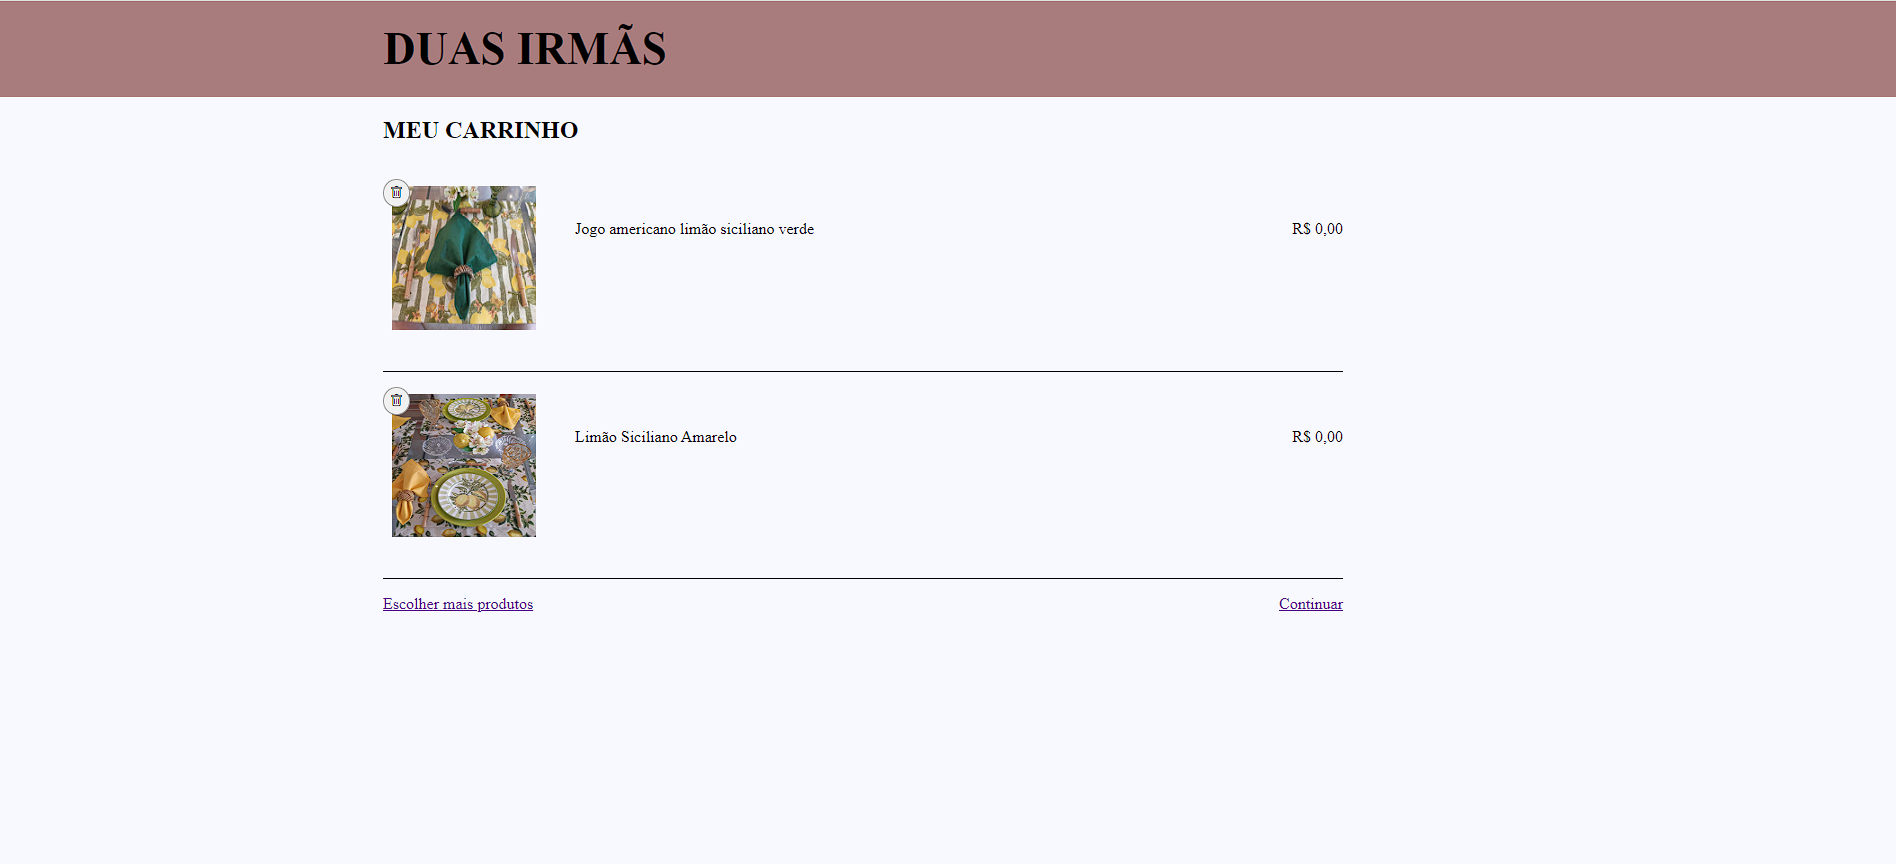 DUAS IRMÃS
MEU CARRINHO
Jogo americano limão siciliano verde
R$ 0,00
Limão Siciliano Amarelo
R$ 0,00
Escolher mais produtos
Continuar